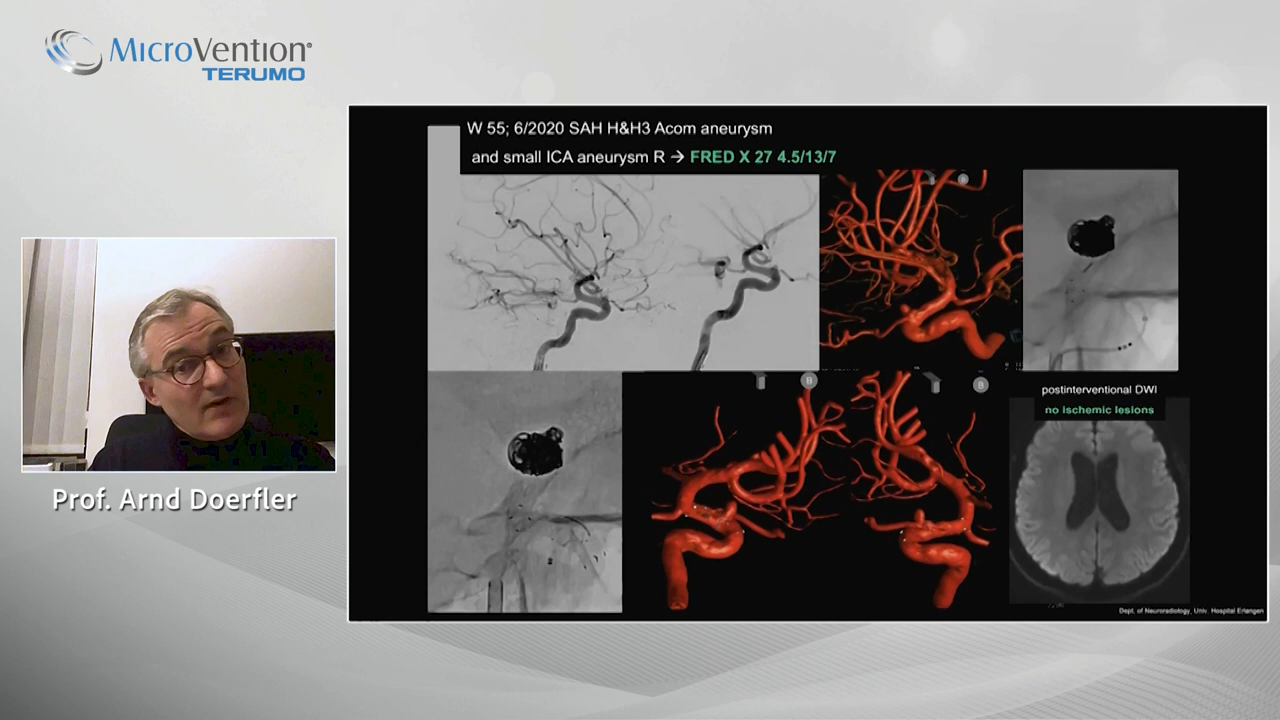 MicroVention
TERUMO
W 55; 6/2020 SAH H&H3 Acom aneurysm
and small ICA aneurysm R → FRED X 27 4.5/13/7
B
B
postinterventional DWI
no ischemic lesions
Prof. Arnd Doerfler
Dept. of Neuroradiology, Univ. Hospital Erlangen